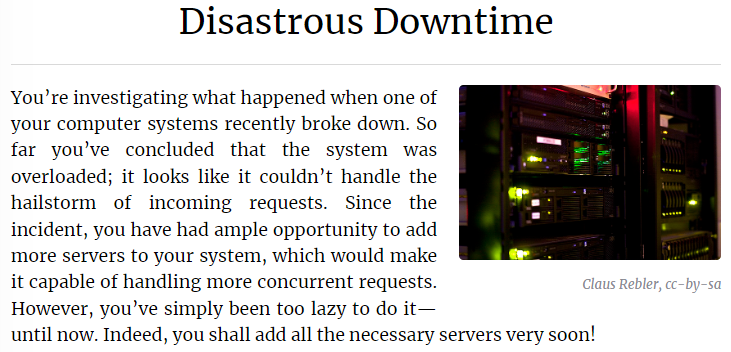 Disastrous Downtime
You’re investigating what happened when one of
your computer systems recently broke down. So
far you’ve concluded that the system was
overloaded; it looks like it couldn’t handle the
hailstorm of incoming requests. Since the
incident, you have had ample opportunity to add
more servers to your system, which would make
it capable of handling more concurrent requests.
However, you’ve simply been too lazy to do it—
until now. Indeed, you shall add all the necessary servers very soon!
Claus Rebler, cc-by-sa